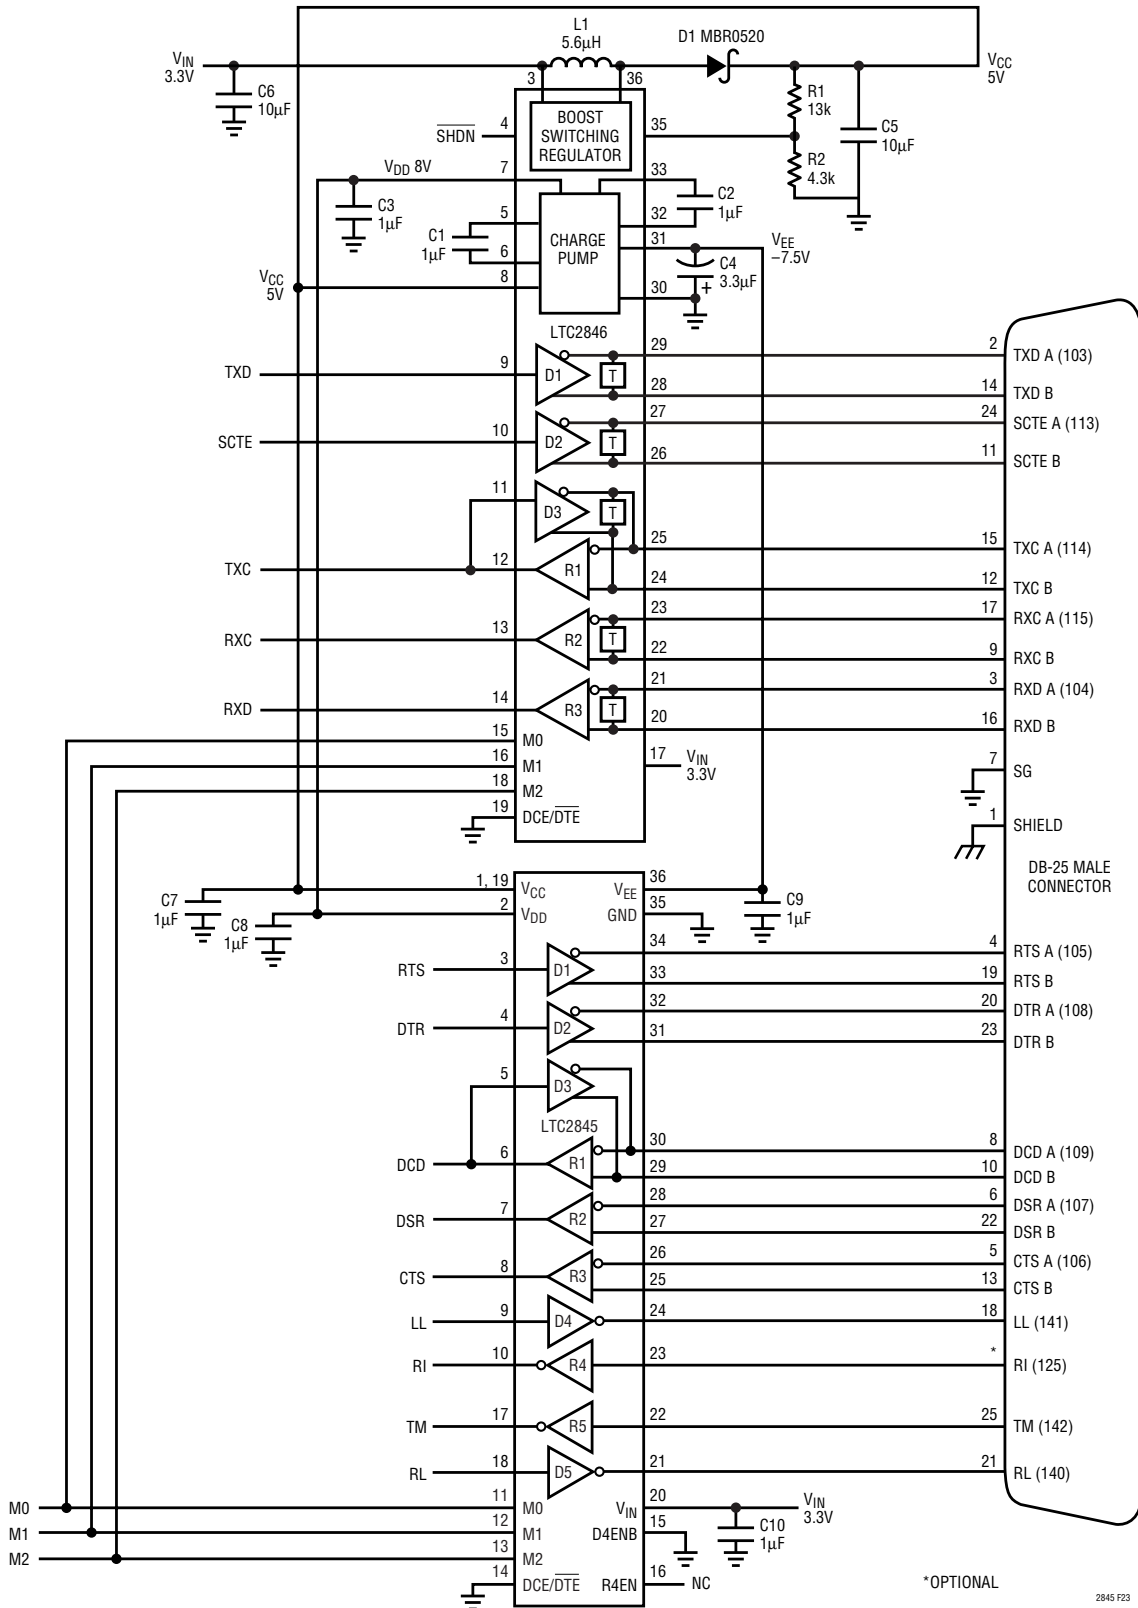 L1
5.6µH
D1 MBR0520
VIN
3.3V
VCC
5V
3
36
C6
10µF
R1
13k
BOOST
SWITCHING
REGULATOR
4
SHDN
35
C5
10µF
R2
4.3k
VDD 8V
7
33
C3
1µF
C2
1µF
5
32
C1
1µF
CHARGE
PUMP
31
VEE
–7.5V
6
8
C4
3.3µF
+
VCC
5V
30
LTC2846
TXD
9
D1
T
29
2
TXD A (103)
28
14
TXD B
SCTE
10
D2
T
27
24
SCTE A (113)
26
11
SCTE B
11
D3
T
25
15
TXC A (114)
TXC
12
R1
24
12
TXC B
23
17
RXC A (115)
RXC
13
R2
T
22
9
RXC B
21
3
RXD A (104)
RXD
14
R3
T
20
16
RXD B
15
M0
16
M1
17
VIN
3.3V
7
SG
18
M2
19
DCE/DTE
1
SHIELD
DB-25 MALE
CONNECTOR
1, 19
VCC
VEE
36
C7
1µF
2
VDD
GND
35
C9
1µF
C8
1µF
RTS
3
D1
34
4
RTS A (105)
33
19
RTS B
DTR
4
D2
32
20
DTR A (108)
31
23
DTR B
5
D3
LTC2845
DCD
6
R1
30
8
DCD A (109)
29
10
DCD B
DSR
7
R2
28
6
DSR A (107)
27
22
DSR B
CTS
8
R3
26
5
CTS A (106)
25
13
CTS B
LL
9
D4
24
18
LL (141)
RI
10
R4
23
*
RI (125)
TM
17
R5
22
25
TM (142)
RL
18
D5
21
21
RL (140)
M0
11
M0
VIN
20
VIN
3.3V
M1
12
M1
D4ENB
15
C10
1µF
M2
13
M2
14
DCE/DTE
R4EN
16
NC
*OPTIONAL
2845 F23